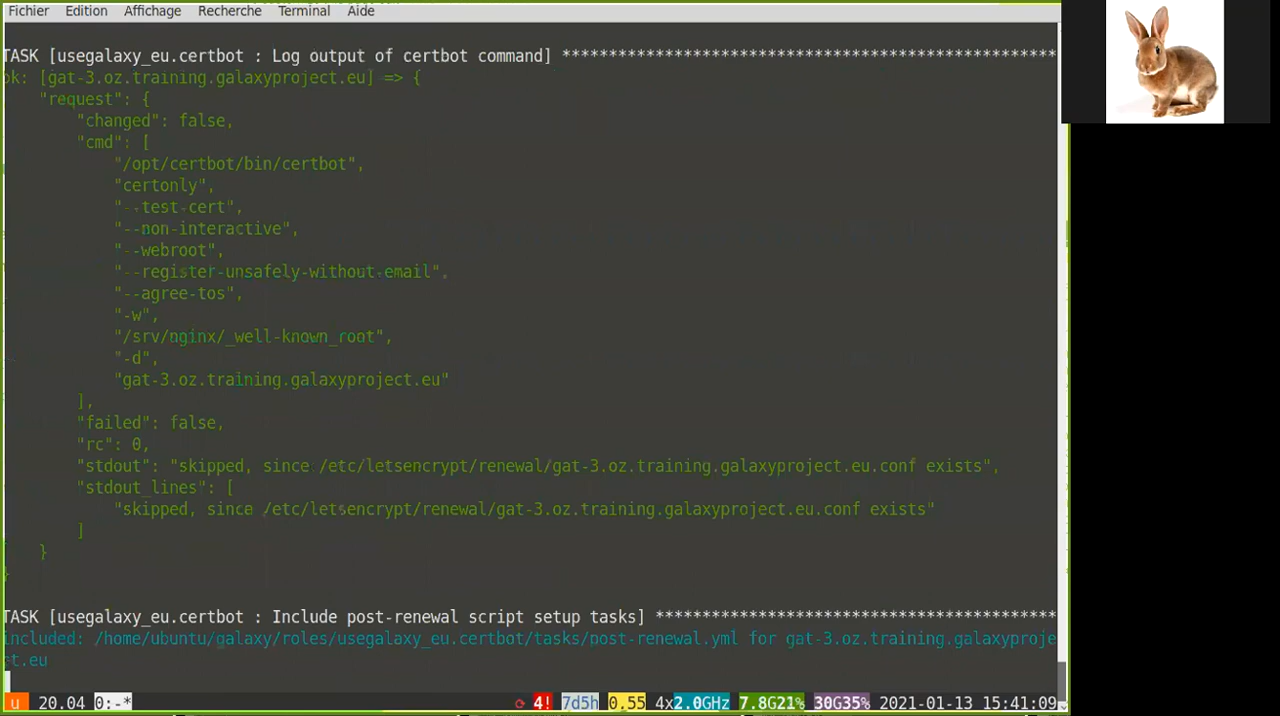 Fichier Edition Affichage Recherche Terminal Aide
TASK [usegalaxy_eu.certbot : Log output of certbot command] *****************************************************
ok: [gat-3.oz.training.galaxyproject.eu] => {
"request": {
"changed": false,
"cmd": [
"/opt/certbot/bin/certbot",
"certonly",
"--test-cert",
"--non-interactive",
"--webroot",
"--register-unsafely-without-email",
"--agree-tos",
"-w",
"/srv/nginx/_well-known_root",
"-d",
"gat-3.oz.training.galaxyproject.eu"
],
"failed": false,
"rc": 0,
"stdout": "skipped, since /etc/letsencrypt/renewal/gat-3.oz.training.galaxyproject.eu.conf exists",
"stdout_lines": [
"skipped, since /etc/letsencrypt/renewal/gat-3.oz.training.galaxyproject.eu.conf exists"
]
}
}
TASK [usegalaxy_eu.certbot : Include post-renewal script setup tasks] *******************************************
included: /home/ubuntu/galaxy/roles/usegalaxy_eu.certbot/tasks/post-renewal.yml for gat-3.oz.training.galaxyproje
ct.eu
u 20.04 0:-* 4! 7d5h 0.55 4x2.0GHz 7.8G21% 30G35% 2021-01-13 15:41:09